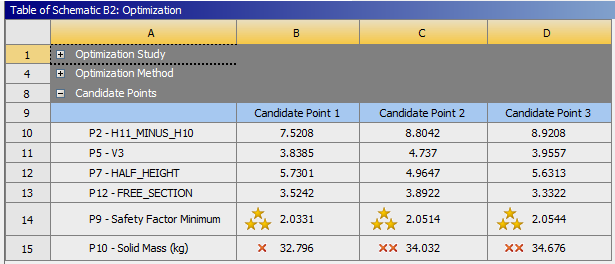 Table of Schematic B2: Optimization
A B C D
1 Optimization Study
4 Optimization Method
8 Candidate Points
9 Candidate Point 1 Candidate Point 2 Candidate Point 3
10 P2 - H11_MINUS_H10 7.5208 8.8042 8.9208
11 P5 - V3 3.8385 4.737 3.9557
12 P7 - HALF_HEIGHT 5.7301 4.9647 5.6313
13 P12 - FREE_SECTION 3.5242 3.8922 3.3322
14 P9 - Safety Factor Minimum 2.0331 2.0514 2.0544
15 P10 - Solid Mass (kg) 32.796 34.032 34.676